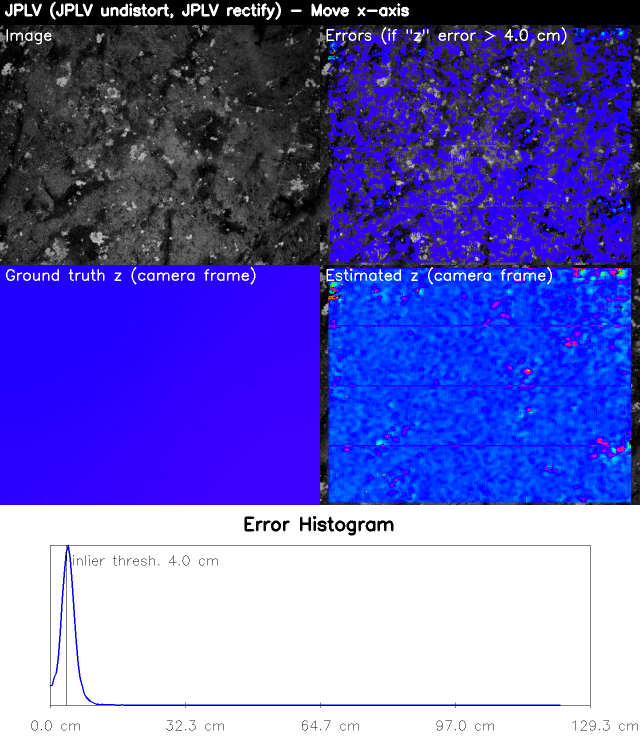 JPLV (JPLV undistort, JPLV rectify) - Move x-axis
Image
Errors (if "z" error > 4.0 cm)
Ground truth z (camera frame)
Estimated z (camera frame)
Error Histogram
inlier thresh. 4.0 cm
0.0 cm
32.3 cm
64.7 cm
97.0 cm
129.3 cm